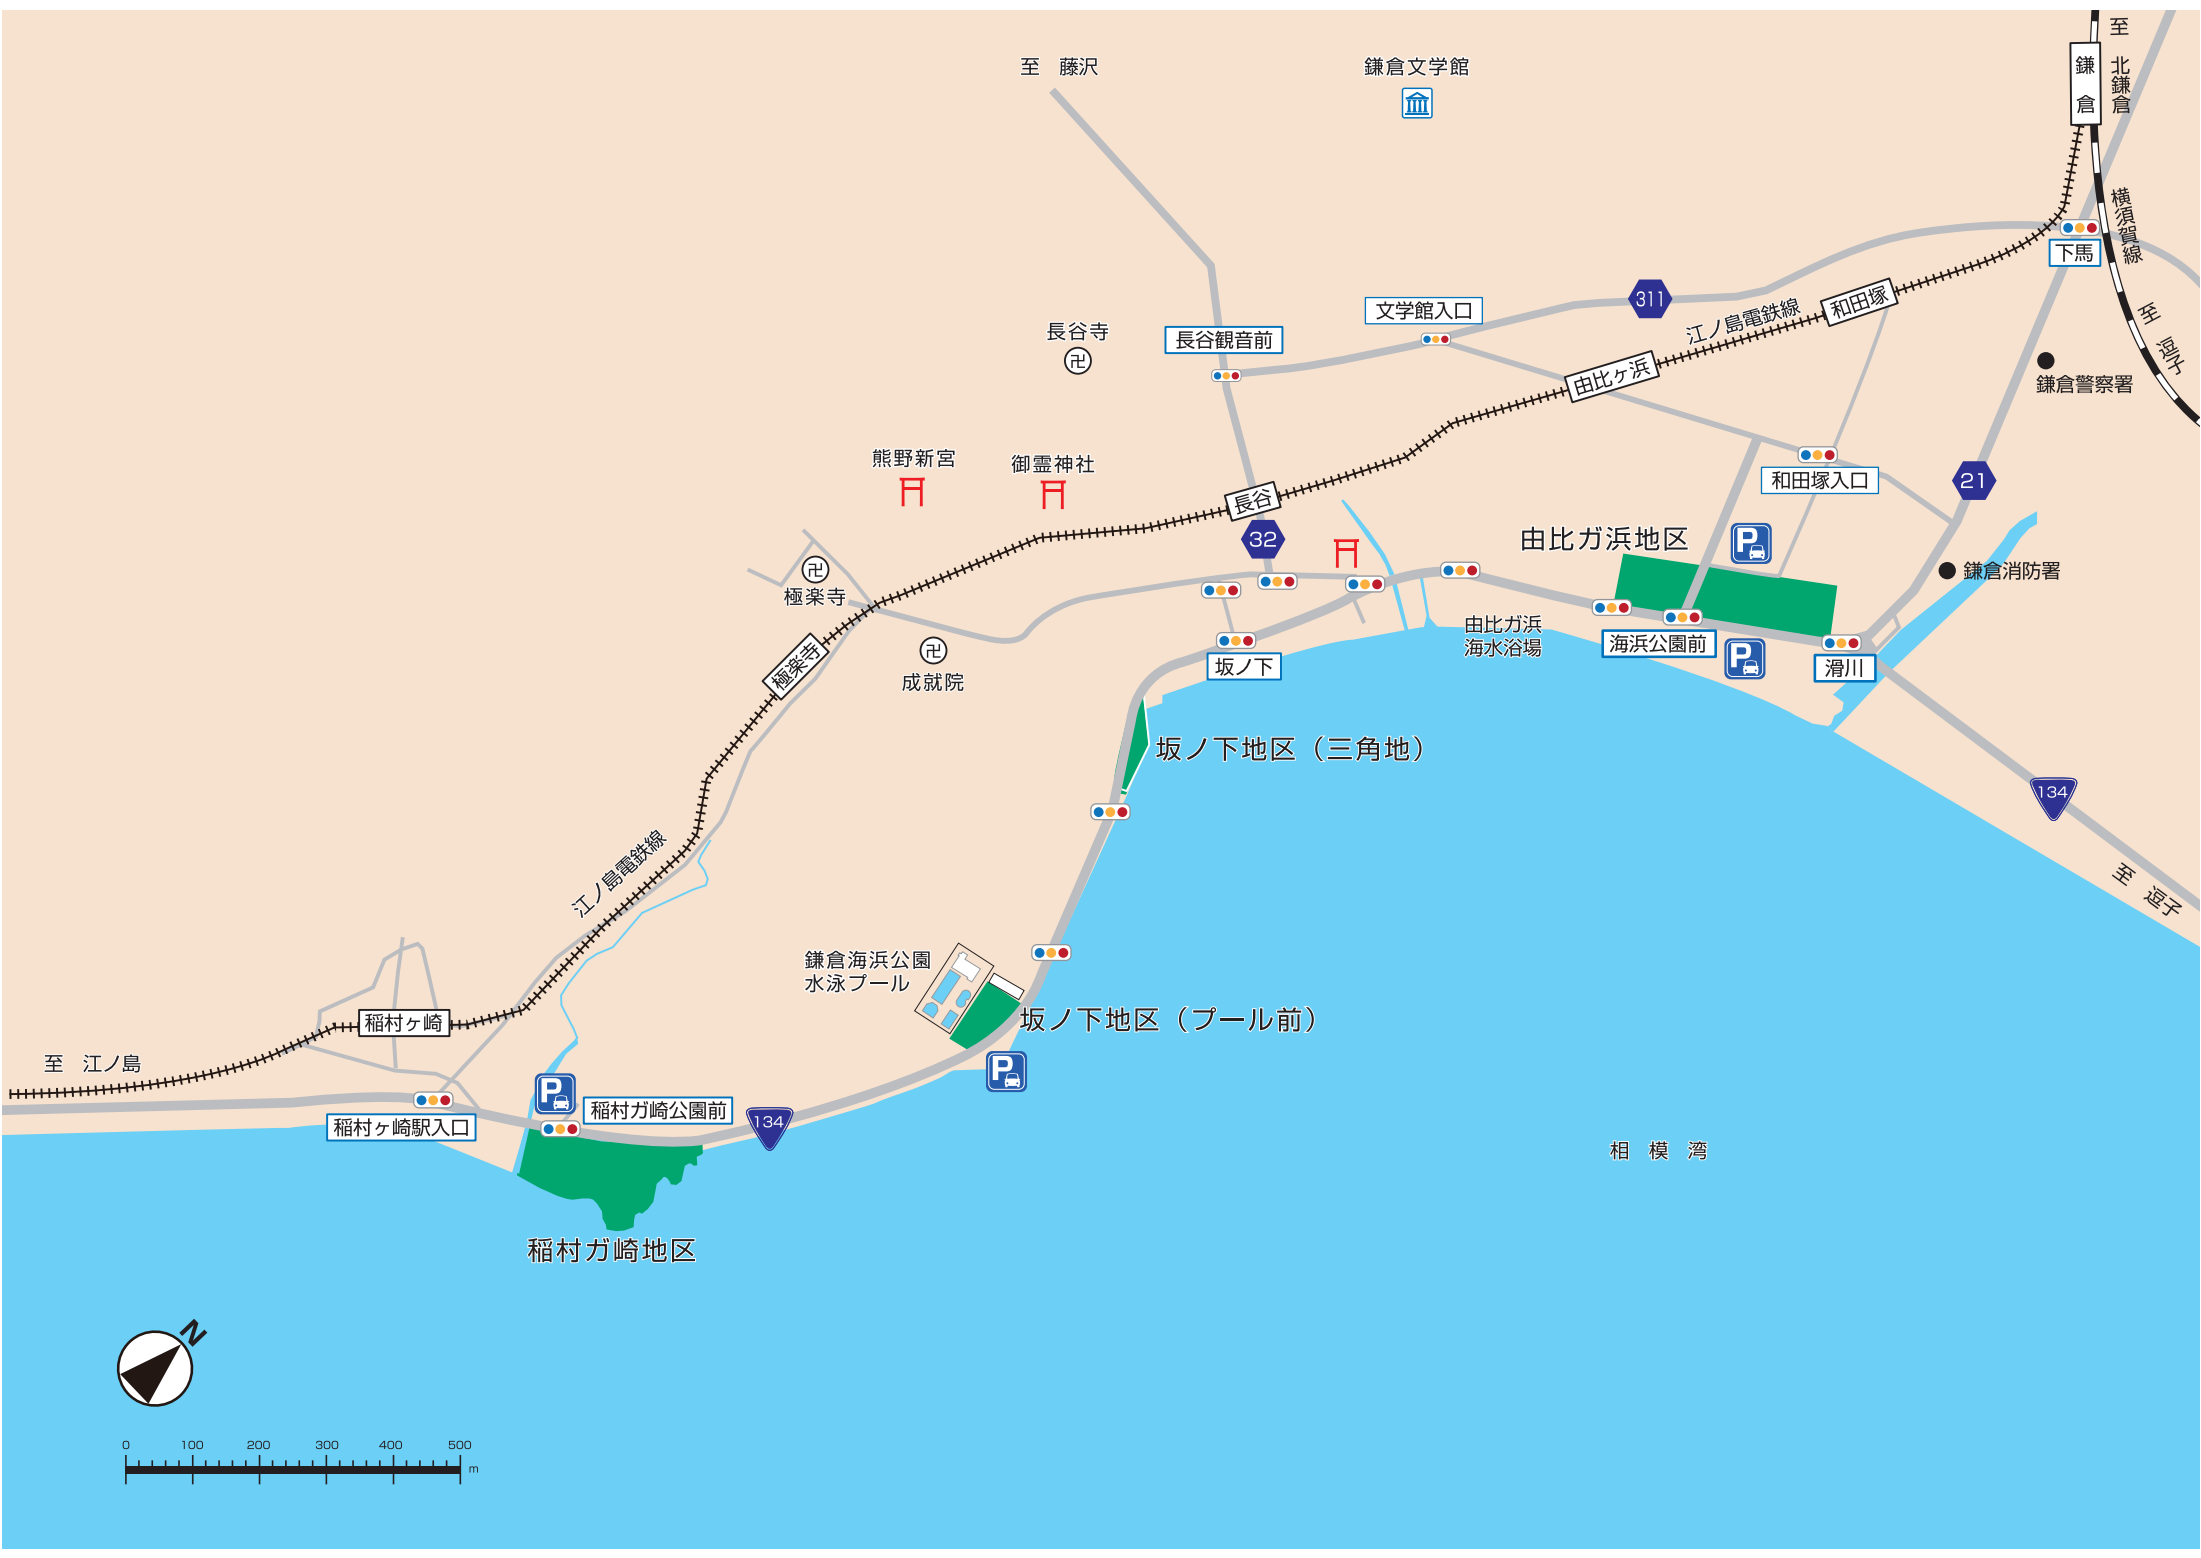 至　藤沢
鎌倉文学館
至　北鎌倉
鎌倉
横須賀線
下馬
至　逗子
311
文学館入口
江ノ島電鉄線
和田塚
長谷寺
長谷観音前
由比ヶ浜
鎌倉警察署
熊野新宮
御霊神社
長谷
32
和田塚入口
21
由比ガ浜地区
P
鎌倉消防署
極楽寺
由比ガ浜
海水浴場
海浜公園前
P
滑川
極楽寺
成就院
坂ノ下
坂ノ下地区（三角地）
134
至　逗子
江ノ島電鉄線
鎌倉海浜公園
水泳プール
坂ノ下地区（プール前）
P
稲村ヶ崎
至　江ノ島
P
稲村ガ崎公園前
134
稲村ヶ崎駅入口
相　模　湾
稲村ガ崎地区
N
0 100 200 300 400 500
m